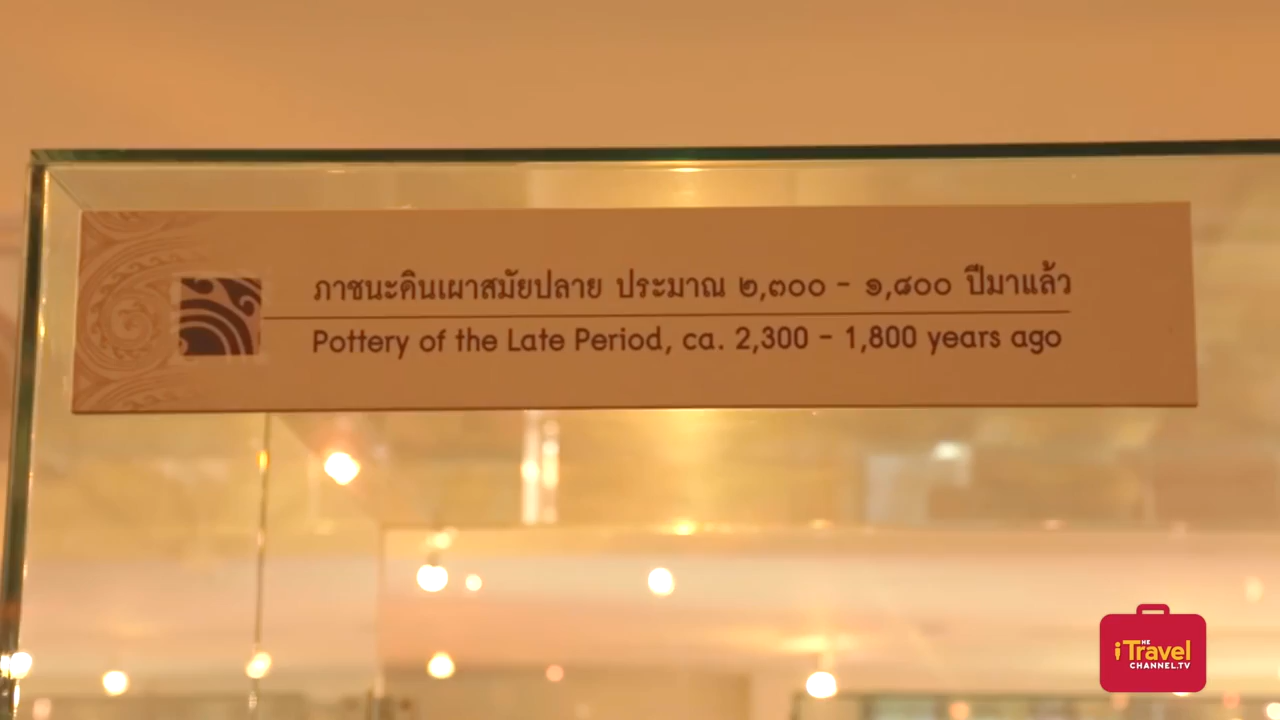 ภาชนะดินเผาสมัยปลาย ประมาณ ๒,๓๐๐ - ๑,๘๐๐ ปีมาแล้ว
Pottery of the Late Period, ca. 2,300 - 1,800 years ago
THE
iTravel
CHANNEL.TV